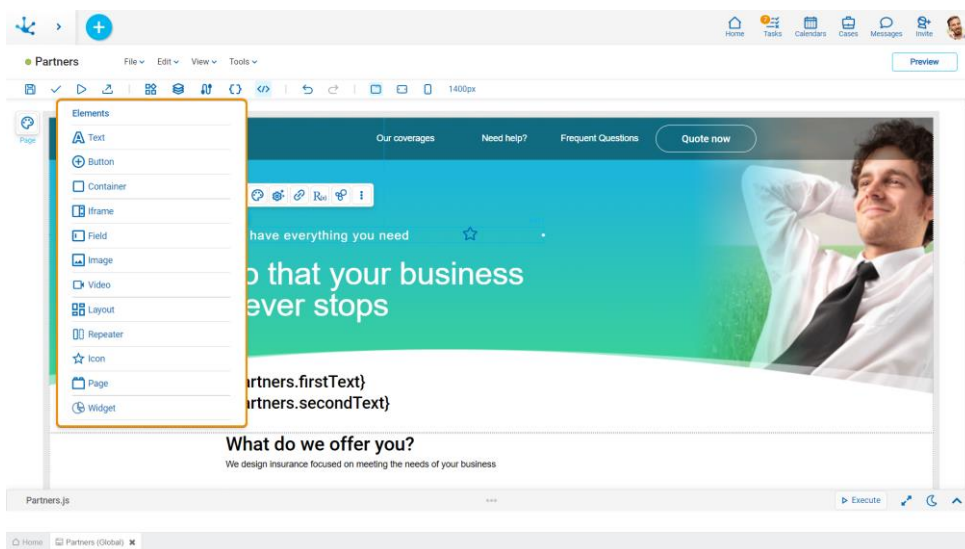 7
Home Tasks Calendars Cases Messages Invite
Partners File Edit View Tools Preview
1400px
Page
Elements
Text
Button
Container
Iframe
Field
Image
Video
Layout
Repeater
Icon
Page
Widget
Our coverages Need help? Frequent Questions Quote now
have everything you need
that your business
ever stops
artners.firstText}
artners.secondText}
What do we offer you?
We design insurance focused on meeting the needs of your business
Partners.js Execute
Home Partners (Global)